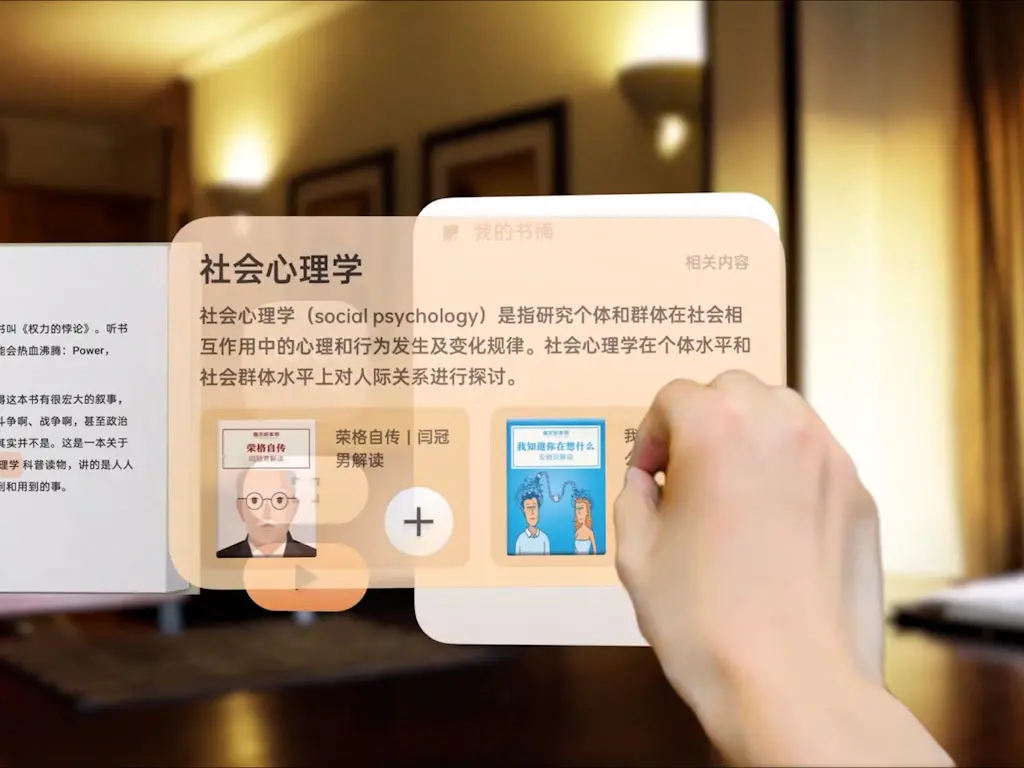 我的书桶
社会心理学
相关内容
社会心理学（social psychology）是指研究个体和群体在社会相
互作用中的心理和行为发生及变化规律。社会心理学在个体水平和
社会群体水平上对人际关系进行探讨。
荣格自传 | 闫冠
男解读
荣格自传
我
我知道你在想什么
书叫《权力的悖论》。听书
能会热血沸腾：Power，
得这本书有很宏大的叙事，
斗争啊、战争啊，甚至政治
其实并不是。这是一本关于
理学 科普读物，讲的是人人
到和用到的事。